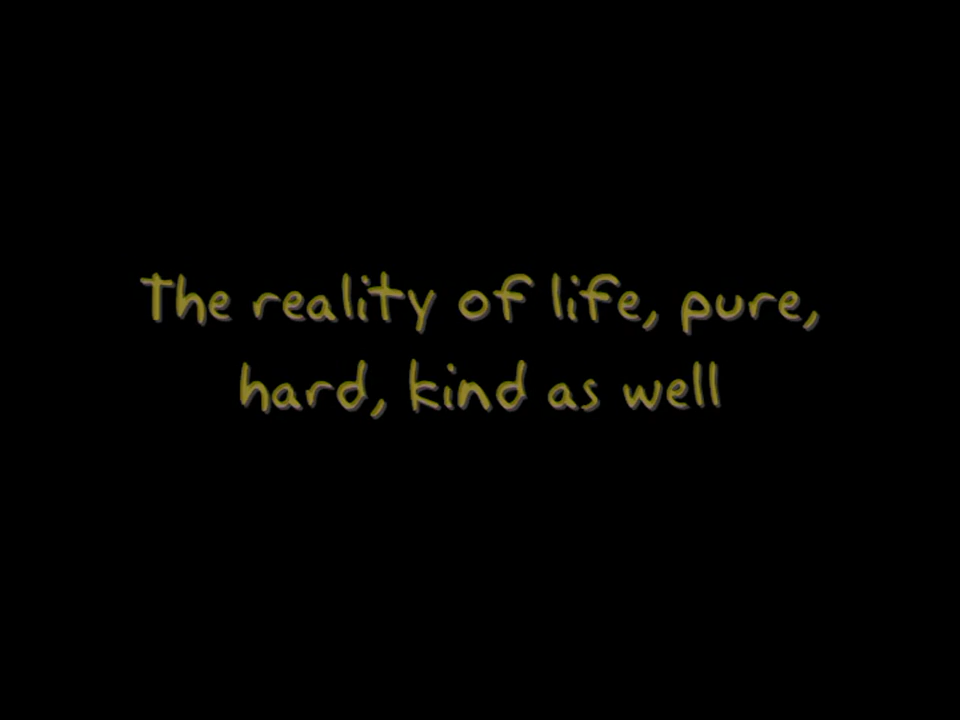 The reality of life, pure,
hard, kind as well